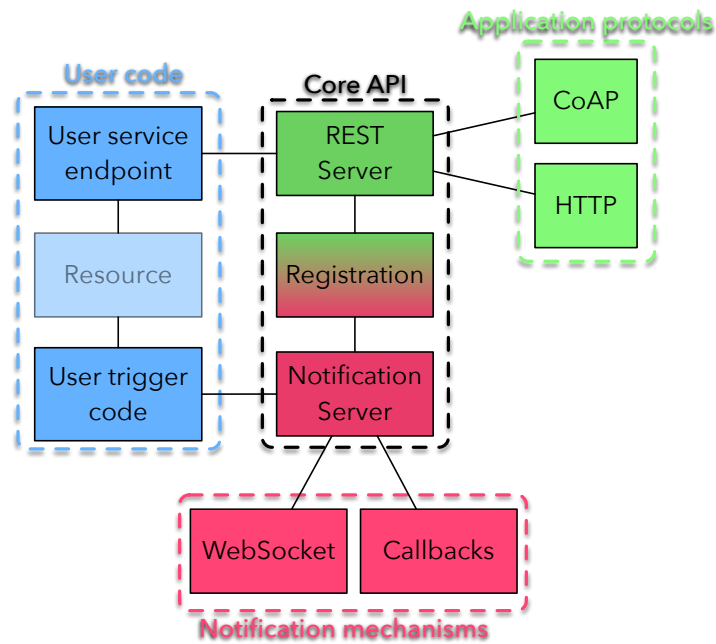 Application protocols
User code
Core API
User service
endpoint
REST
Server
CoAP
HTTP
Resource
Registration
User trigger
code
Notification
Server
WebSocket
Callbacks
Notification mechanisms